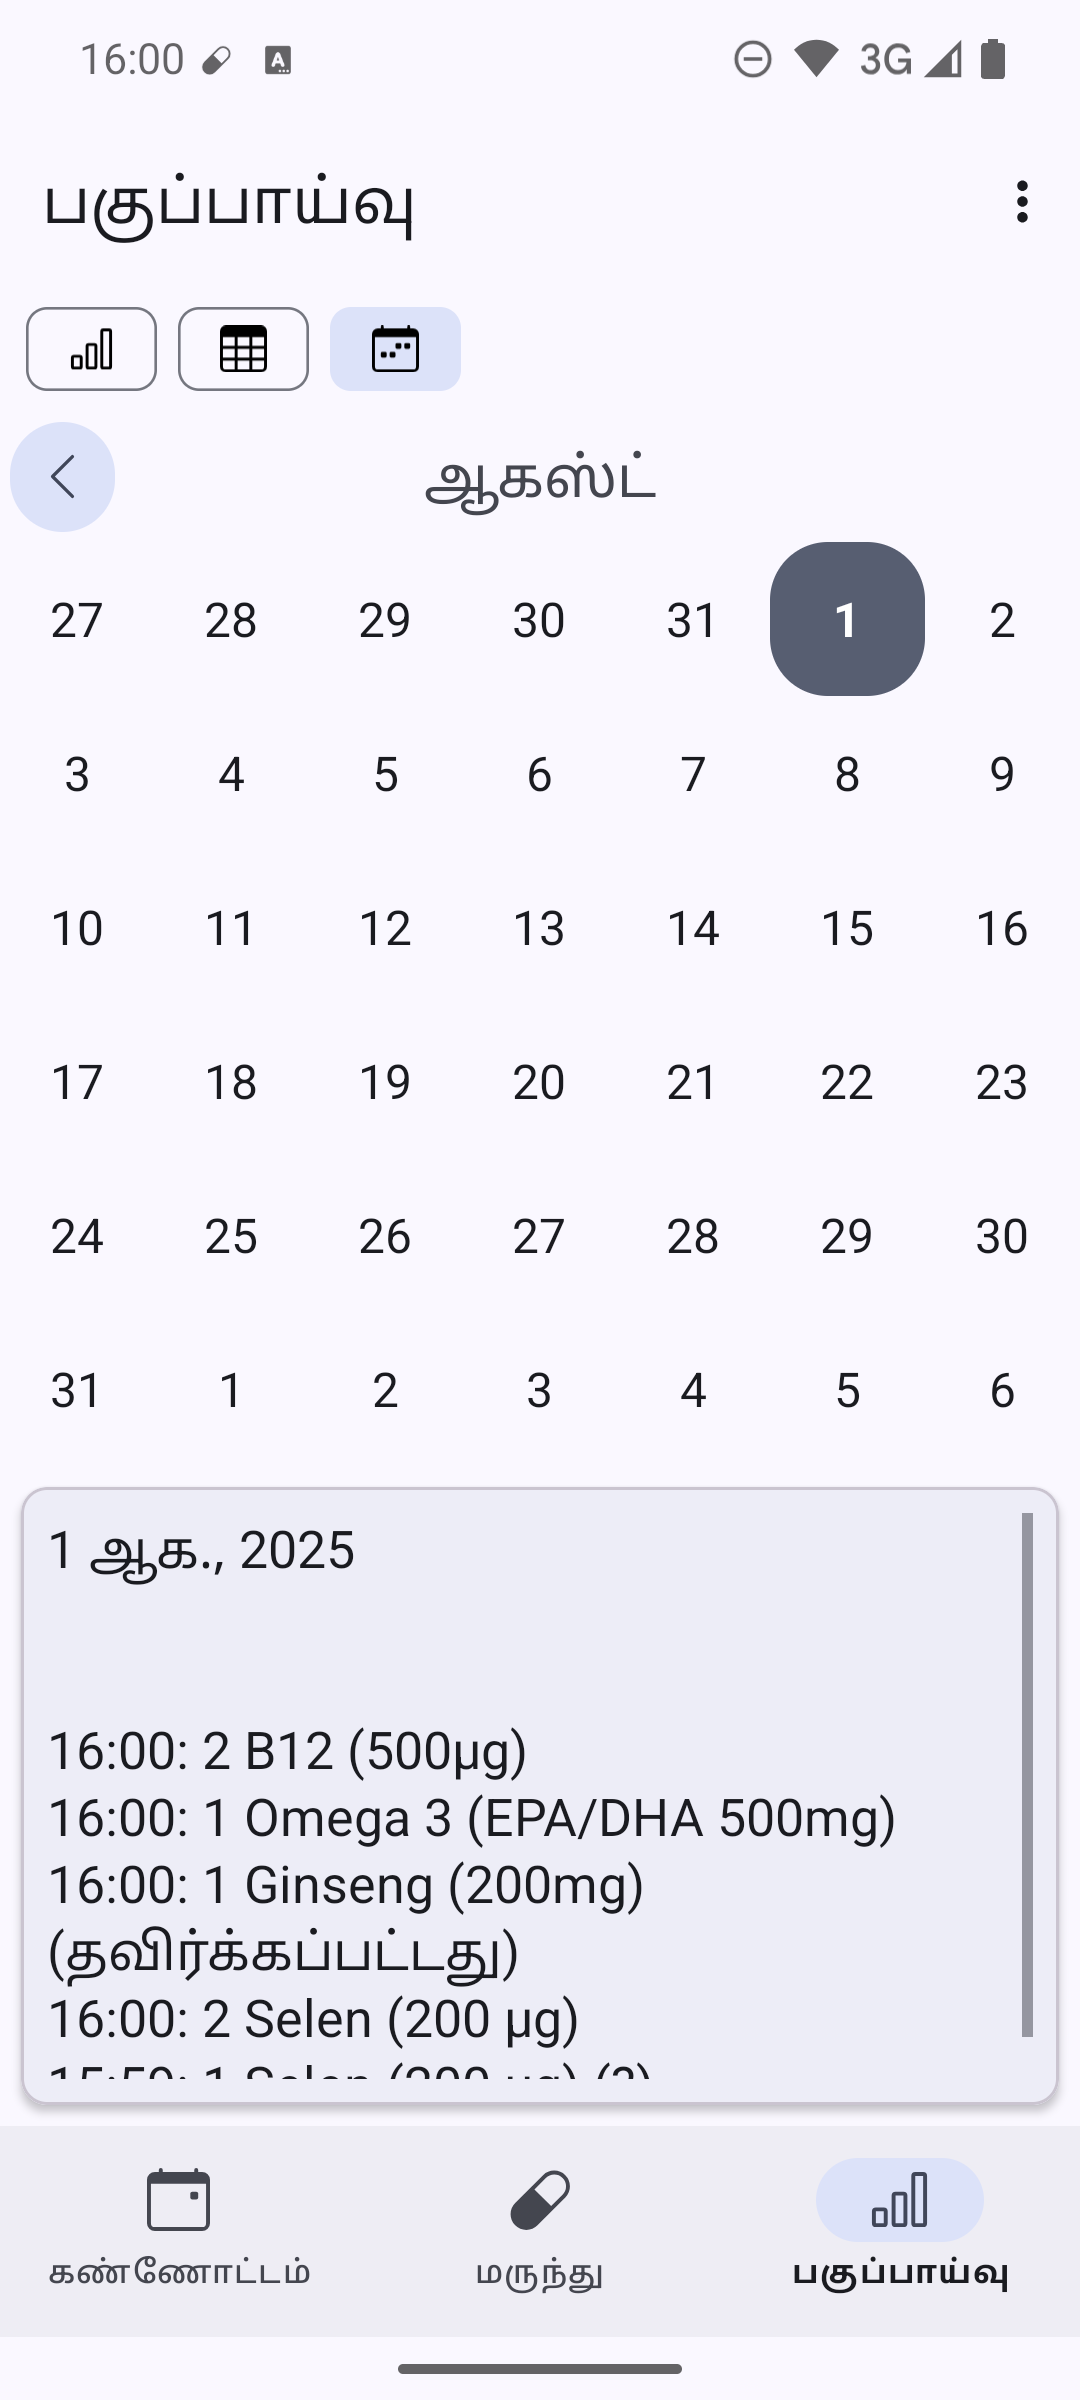 16:00
3G
பகுப்பாய்வு
ஆகஸ்ட்
27 28 29 30 31 1 2
3 4 5 6 7 8 9
10 11 12 13 14 15 16
17 18 19 20 21 22 23
24 25 26 27 28 29 30
31 1 2 3 4 5 6
1 ஆக., 2025
16:00: 2 B12 (500µg)
16:00: 1 Omega 3 (EPA/DHA 500mg)
16:00: 1 Ginseng (200mg)
(தவிர்க்கப்பட்டது)
16:00: 2 Selen (200 µg)
கண்ணோட்டம் மருந்து பகுப்பாய்வு